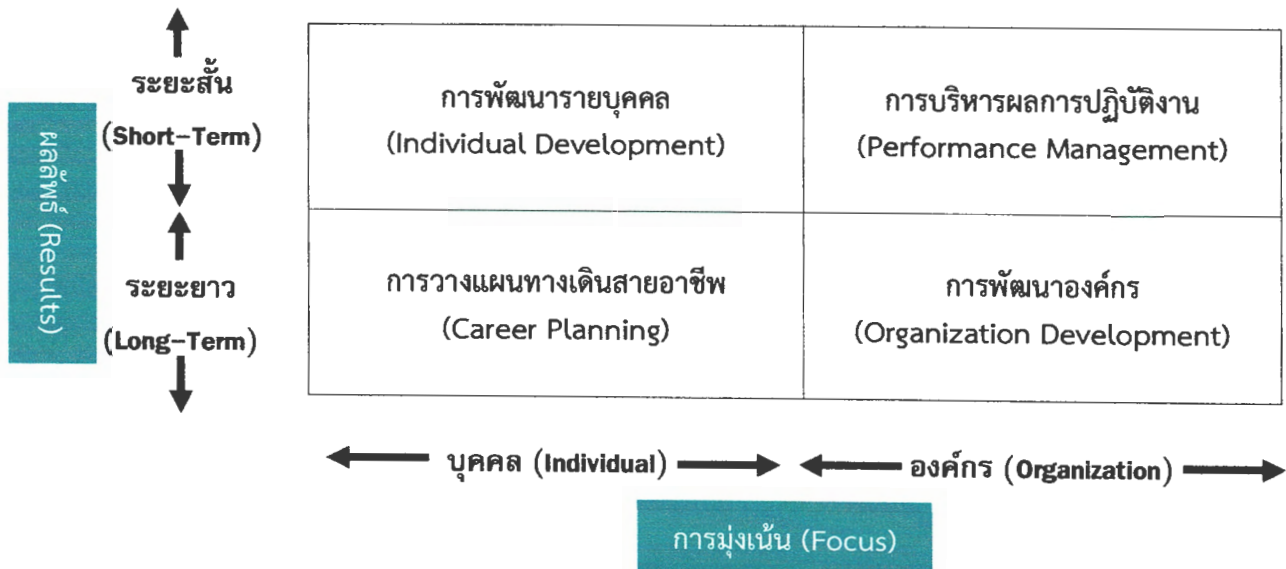 ผลลัพธ์ (Results)
ระยะสั้น
(Short-Term)
ระยะยาว
(Long-Term)
การพัฒนารายบุคคล
(Individual Development)
การบริหารผลการปฏิบัติงาน
(Performance Management)
การวางแผนทางเดินสายอาชีพ
(Career Planning)
การพัฒนาองค์กร
(Organization Development)
บุคคล (Individual)
องค์กร (Organization)
การมุ่งเน้น (Focus)